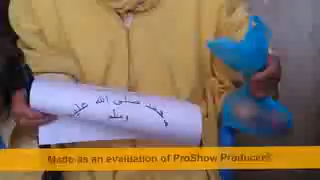 محمد صلى الله عليه
وسلم
Made as an evaluation of ProShow Producer®